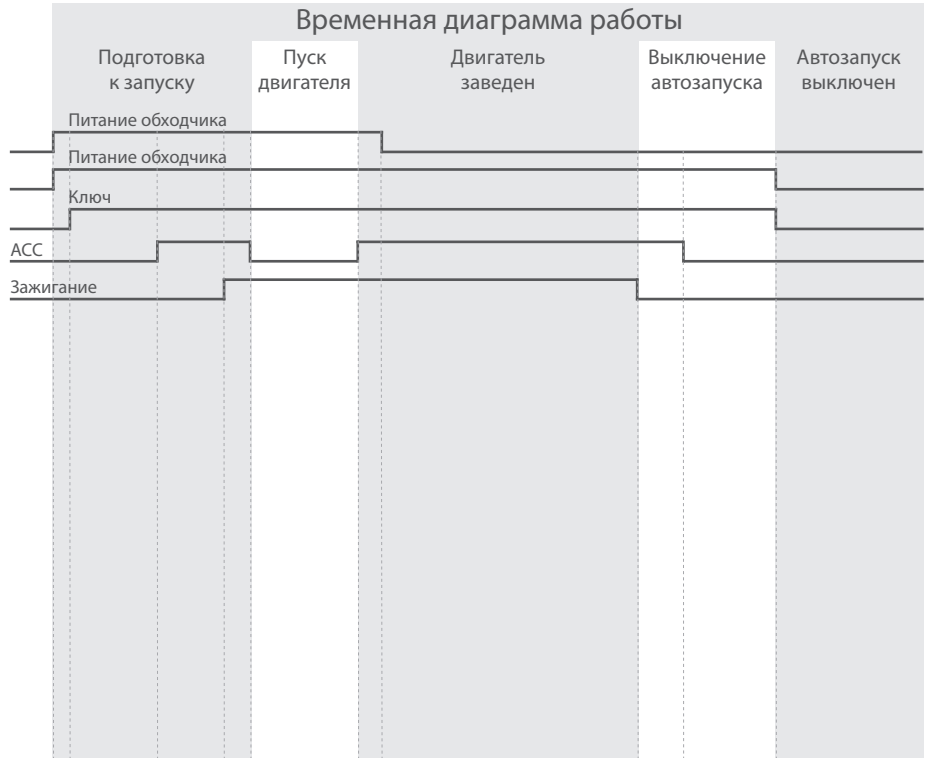 Временная диаграмма работы
Подготовка
к запуску
Пуск
двигателя
Двигатель
заведен
Выключение
автозапуска
Автозапуск
выключен
Питание обходчика
Питание обходчика
Ключ
ACC
Зажигание